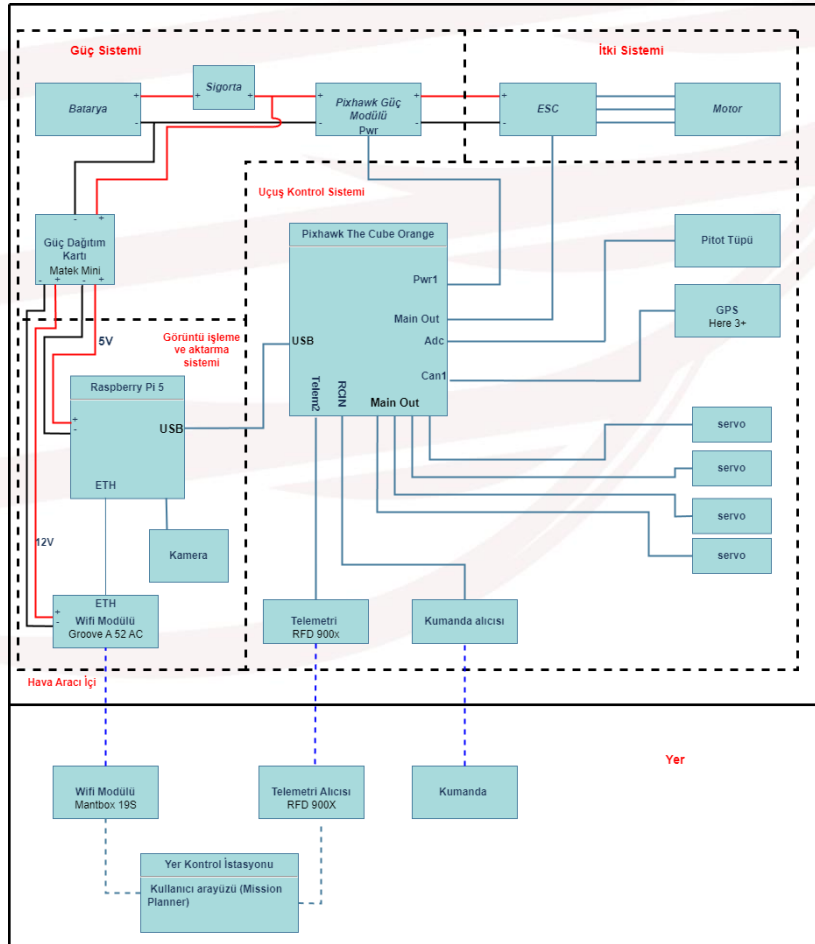 Güç Sistemi
İtki Sistemi
Batarya
+
-
Sigorta
+
+
Pixhawk Güç
Modülü
Pwr
+
-
+
-
ESC
+
-
Motor
Uçuş Kontrol Sistemi
-
+
Güç Dağıtım
Kartı
Matek Mini
-
+
-
+
Pixhawk The Cube Orange
Pwr1
Main Out
Adc
Can1
USB
Telem2
RCIN
Main Out
Pitot Tüpü
GPS
Here 3+
5V
Görüntü işleme
ve aktarma
sistemi
Raspberry Pi 5
+
-
USB
ETH
servo
servo
servo
servo
12V
Kamera
ETH
+
-
Wifi Modülü
Groove A 52 AC
Telemetri
RFD 900x
Kumanda alıcısı
Hava Aracı İçi
Yer
Wifi Modülü
Mantbox 19S
Telemetri Alıcısı
RFD 900X
Kumanda
Yer Kontrol İstasyonu
Kullanıcı arayüzü (Mission
Planner)